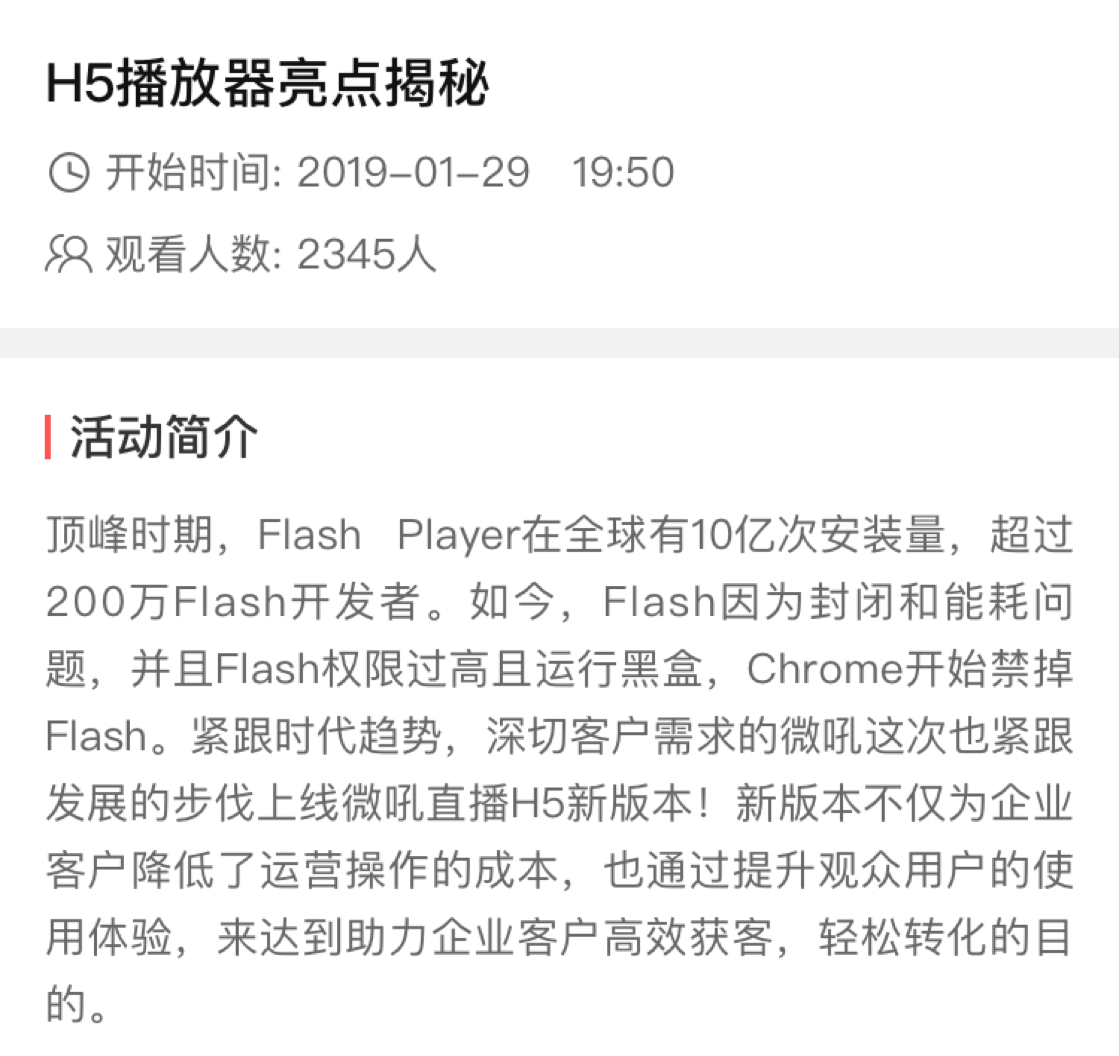 H5播放器亮点揭秘
开始时间: 2019-01-29 19:50
观看人数: 2345人
活动简介
顶峰时期，Flash Player在全球有10亿次安装量，超过
200万Flash开发者。如今，Flash因为封闭和能耗问
题，并且Flash权限过高且运行黑盒，Chrome开始禁掉
Flash。紧跟时代趋势，深切客户需求的微吼这次也紧跟
发展的步伐上线微吼直播H5新版本！新版本不仅为企业
客户降低了运营操作的成本，也通过提升观众用户的使
用体验，来达到助力企业客户高效获客，轻松转化的目
的。